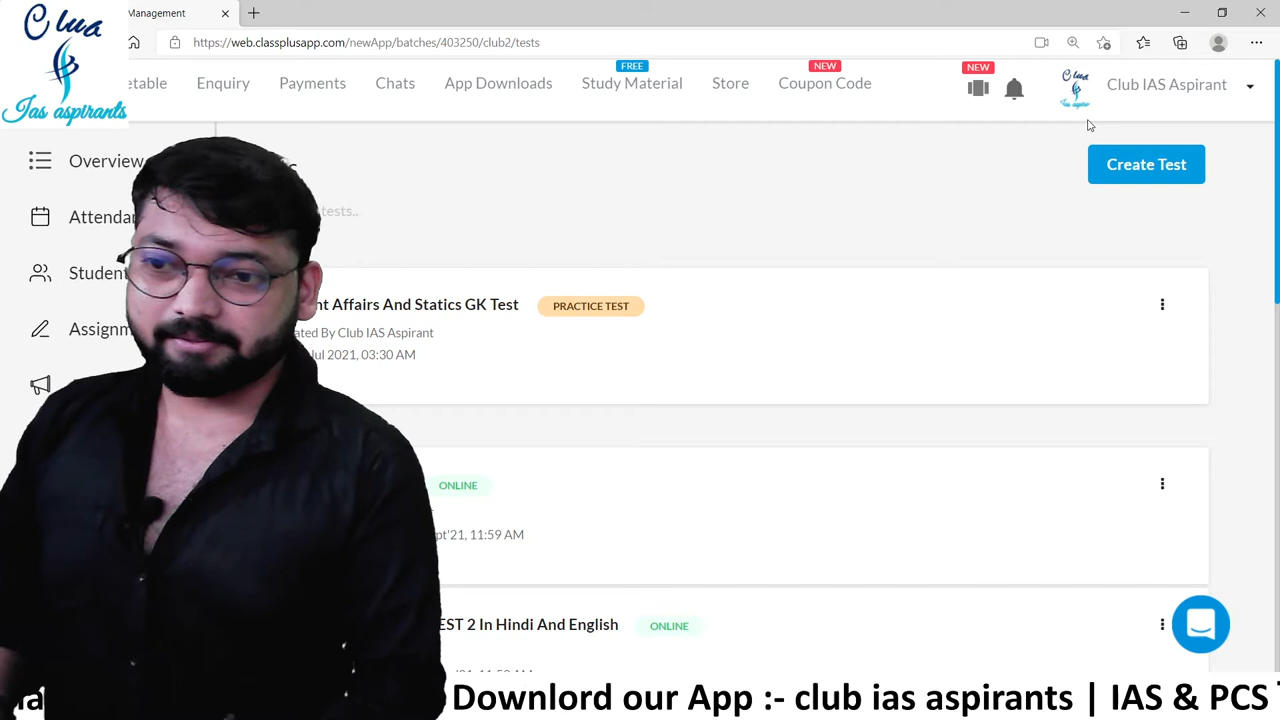 Club
Ias aspirants
Management
https://web.classplusapp.com/newApp/batches/403250/club2/tests
etable Enquiry Payments Chats App Downloads FREE Study Material Store NEW Coupon Code NEW Club IAS Aspirant
Overview
Create Test
Attendan
tests..
Student
nt Affairs And Statics GK Test PRACTICE TEST
ated By Club IAS Aspirant
Assignm
Jul 2021, 03:30 AM
ONLINE
pt'21, 11:59 AM
EST 2 In Hindi And English ONLINE
Downlord our App :- club ias aspirants | IAS & PCS